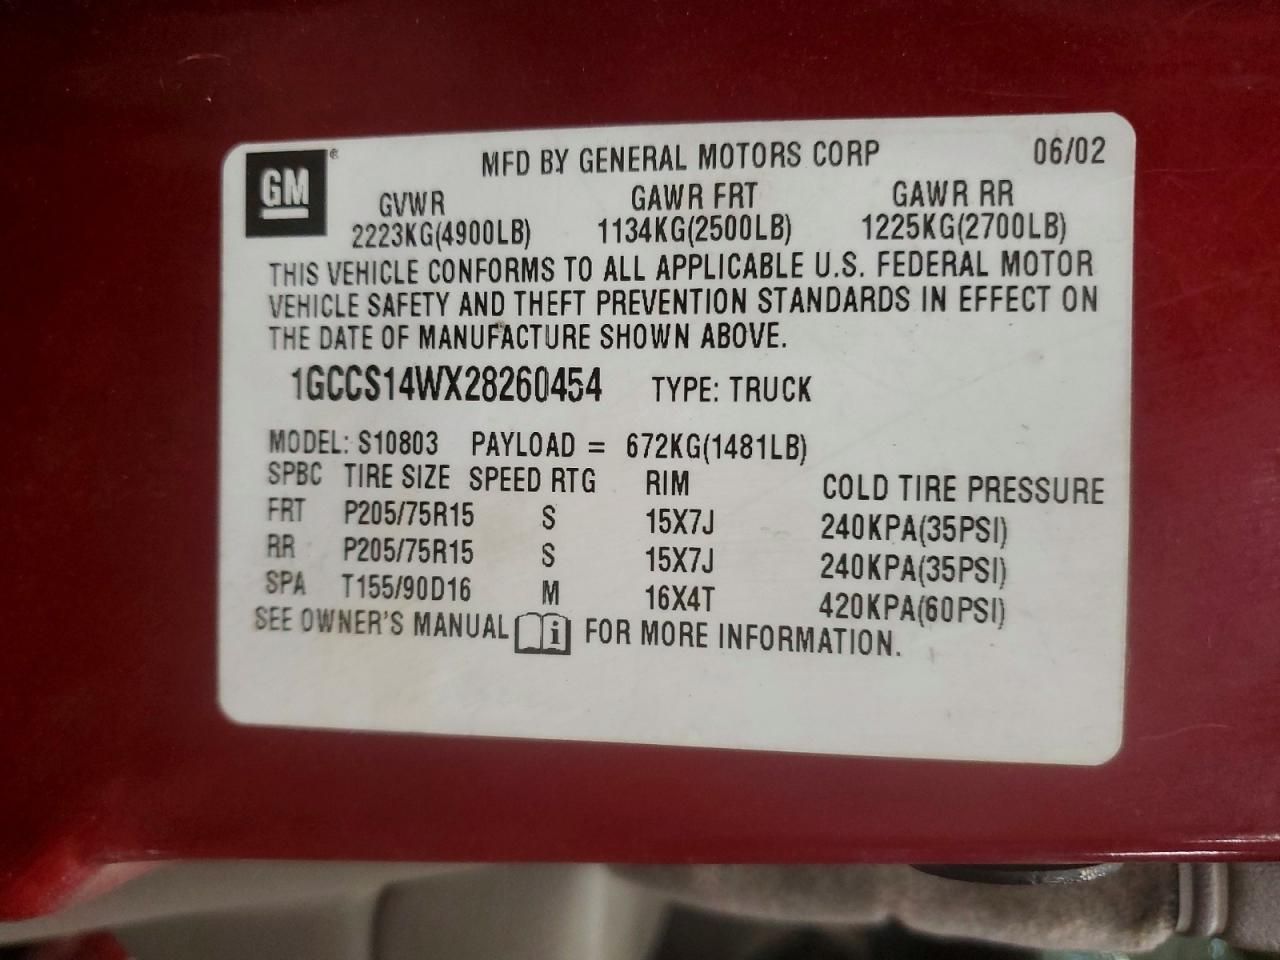 GM®
MFD BY GENERAL MOTORS CORP 06/02
GVWR GAWR FRT GAWR RR
2223KG(4900LB) 1134KG(2500LB) 1225KG(2700LB)
THIS VEHICLE CONFORMS TO ALL APPLICABLE U.S. FEDERAL MOTOR
VEHICLE SAFETY AND THEFT PREVENTION STANDARDS IN EFFECT ON
THE DATE OF MANUFACTURE SHOWN ABOVE.
1GCCS14WX28260454 TYPE: TRUCK
MODEL: S10803 PAYLOAD = 672KG(1481LB)
SPBC TIRE SIZE SPEED RTG RIM COLD TIRE PRESSURE
FRT P205/75R15 S 15X7J 240KPA(35PSI)
RR P205/75R15 S 15X7J 240KPA(35PSI)
SPA T155/90D16 M 16X4T 420KPA(60PSI)
SEE OWNER'S MANUAL i FOR MORE INFORMATION.